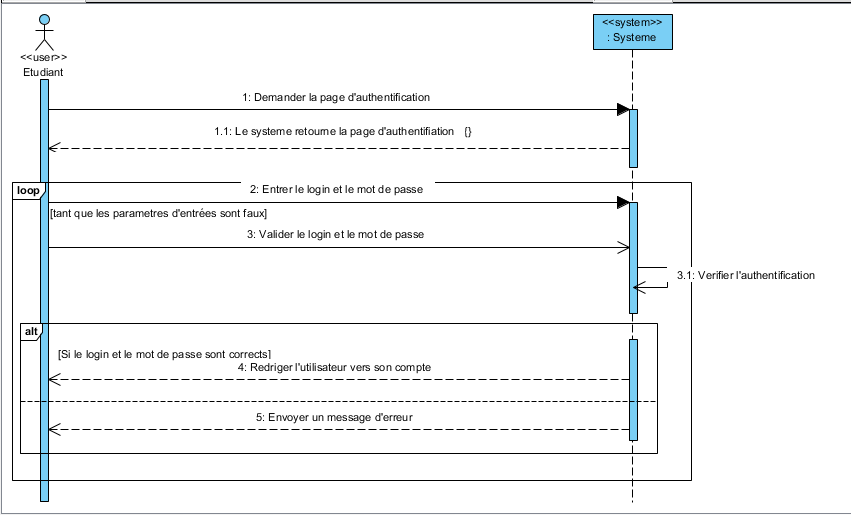 <<user>>
Etudiant
<<system>>
: Systeme
1: Demander la page d'authentification
1.1: Le systeme retourne la page d'authentifiation {}
loop
2: Entrer le login et le mot de passe
[tant que les parametres d'entrées sont faux]
3: Valider le login et le mot de passe
3.1: Verifier l'authentification
alt
[Si le login et le mot de passe sont corrects]
4: Redriger l'utilisateur vers son compte
5: Envoyer un message d'erreur